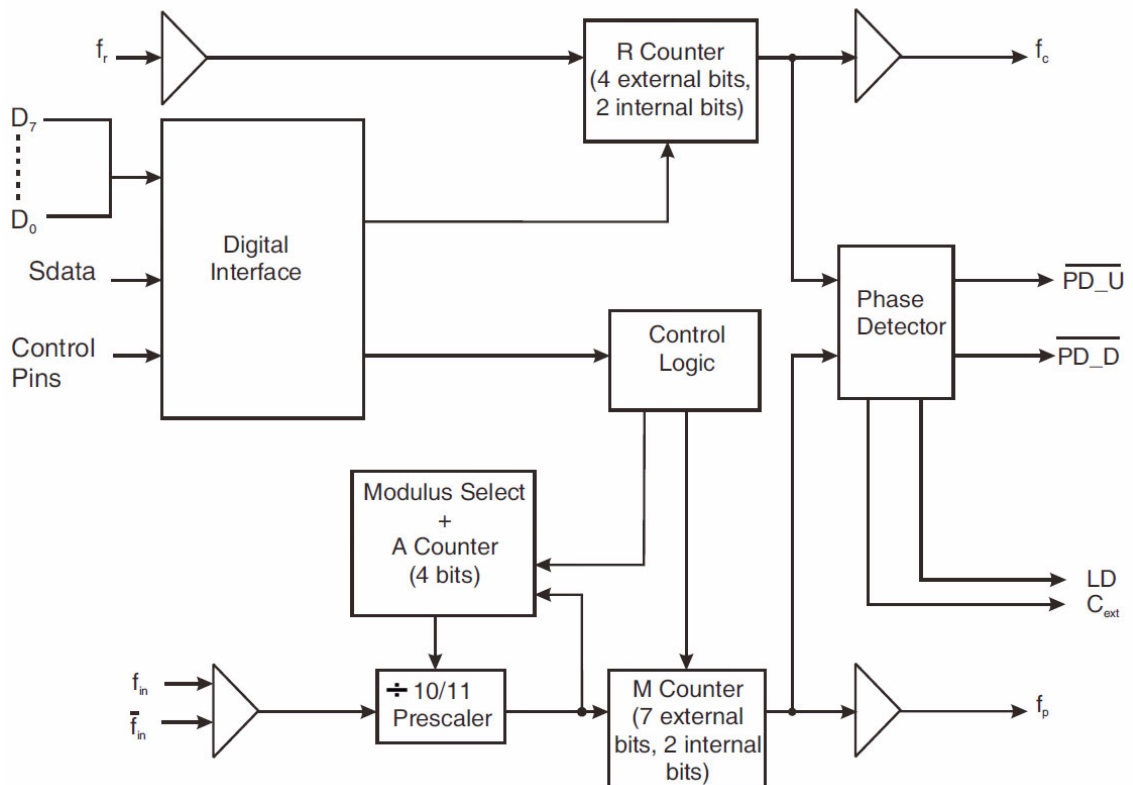 fr
R Counter
(4 external bits,
2 internal bits)
fc
D7
D0
Digital
Interface
Sdata
Control
Pins
Control
Logic
Phase
Detector
PD_U
PD_D
Modulus Select
+
A Counter
(4 bits)
LD
Cext
fin
fin
÷ 10/11
Prescaler
M Counter
(7 external
bits, 2 internal
bits)
fp